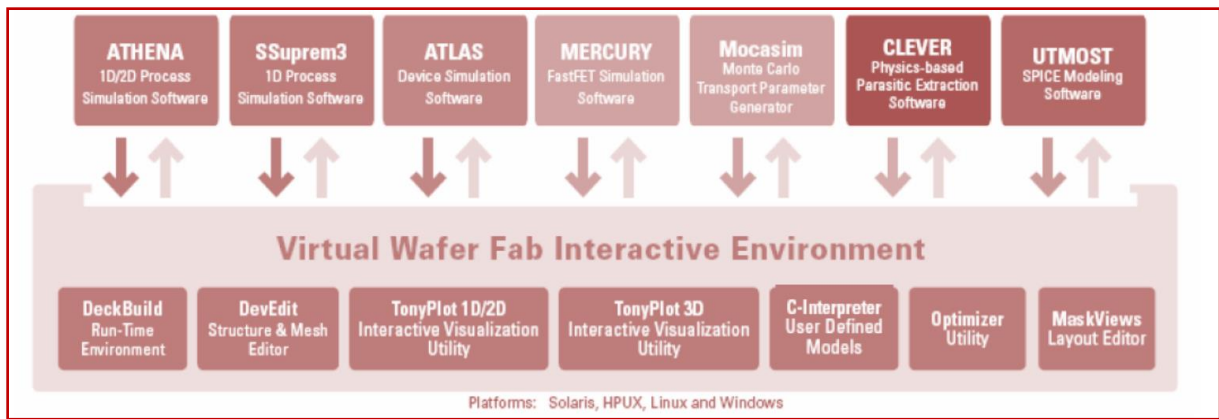 ATHENA
1D/2D Process
Simulation Software
SSuprem3
1D Process
Simulation Software
ATLAS
Device Simulation
Software
MERCURY
FastFET Simulation
Software
Mocasim
Monte Carlo
Transport Parameter
Generator
CLEVER
Physics-based
Parasitic Extraction
Software
UTMOST
SPICE Modeling
Software
Virtual Wafer Fab Interactive Environment
DeckBuild
Run-Time
Environment
DevEdit
Structure & Mesh
Editor
TonyPlot 1D/2D
Interactive Visualization
Utility
TonyPlot 3D
Interactive Visualization
Utility
C-Interpreter
User Defined
Models
Optimizer
Utility
MaskViews
Layout Editor
Platforms: Solaris, HPUX, Linux and Windows